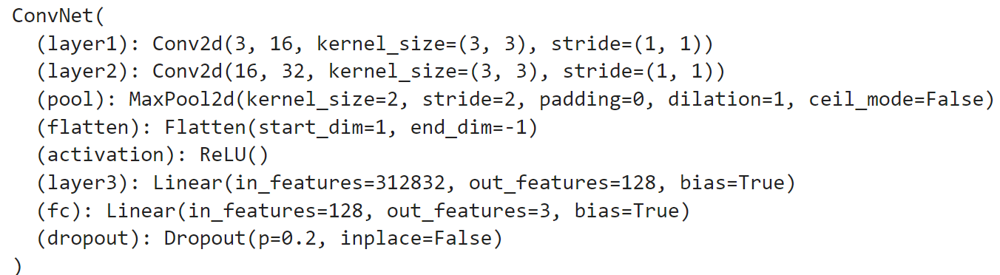 ConvNet(
  (layer1): Conv2d(3, 16, kernel_size=(3, 3), stride=(1, 1))
  (layer2): Conv2d(16, 32, kernel_size=(3, 3), stride=(1, 1))
  (pool): MaxPool2d(kernel_size=2, stride=2, padding=0, dilation=1, ceil_mode=False)
  (flatten): Flatten(start_dim=1, end_dim=-1)
  (activation): ReLU()
  (layer3): Linear(in_features=312832, out_features=128, bias=True)
  (fc): Linear(in_features=128, out_features=3, bias=True)
  (dropout): Dropout(p=0.2, inplace=False)
)